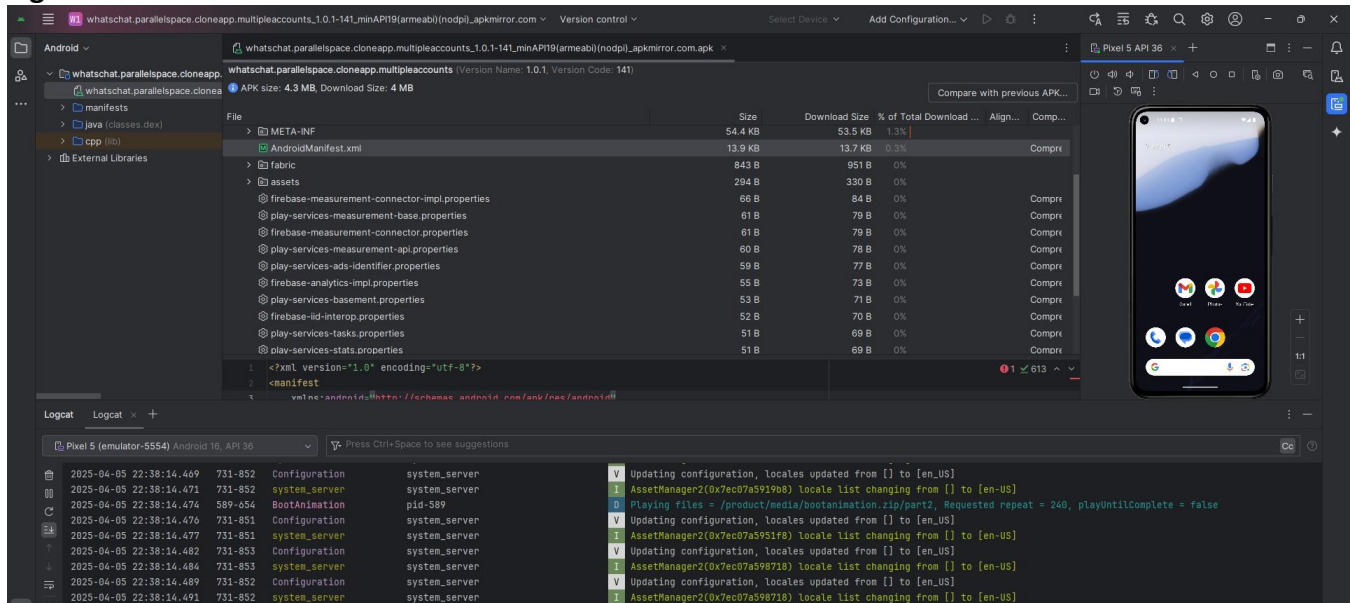 W1 whatschat.parallelspace.cloneapp.multipleaccounts_1.0.1-141_minAPI19(armeabi)(nodpi)_apkmirror.com Version control Select Device Add Configuration...
Android
whatschat.parallelspace.cloneapp.multipleaccounts_1.0.1-141_minAPI19(armeabi)(nodpi)_apkmirror.com.apk
Pixel 5 API 36
whatschat.parallelspace.cloneapp.
whatschat.parallelspace.clonea
manifests
java (classes.dex)
cpp (lib)
External Libraries
whatschat.parallelspace.cloneapp.multipleaccounts (Version Name: 1.0.1, Version Code: 141)
APK size: 4.3 MB, Download Size: 4 MB
Compare with previous APK...
File Size Download Size % of Total Download ... Align... Comp...
META-INF 54.4 KB 53.5 KB 1.3%
AndroidManifest.xml 13.9 KB 13.7 KB 0.3% Compre
fabric 843 B 951 B 0%
assets 294 B 330 B 0%
firebase-measurement-connector-impl.properties 66 B 84 B 0% Compre
play-services-measurement-base.properties 61 B 79 B 0% Compre
firebase-measurement-connector.properties 61 B 79 B 0% Compre
play-services-measurement-api.properties 60 B 78 B 0% Compre
play-services-ads-identifier.properties 59 B 77 B 0% Compre
firebase-analytics-impl.properties 55 B 73 B 0% Compre
play-services-basement.properties 53 B 71 B 0% Compre
firebase-iid-interop.properties 52 B 70 B 0% Compre
play-services-tasks.properties 51 B 69 B 0% Compre
play-services-stats.properties 51 B 69 B 0% Compre
1 <?xml version="1.0" encoding="utf-8"?>
2 <manifest
3 xmlns:android="http://schemas.android.com/apk/res/android"
1 613
1:1
Logcat Logcat
Pixel 5 (emulator-5554) Android 16, API 36
Press Ctrl+Space to see suggestions
Cc
2025-04-05 22:38:14.469 731-852 Configuration system_server V Updating configuration, locales updated from [] to [en_US]
2025-04-05 22:38:14.471 731-852 system_server system_server I AssetManager2(0x7ec07a5919b8) locale list changing from [] to [en-US]
2025-04-05 22:38:14.474 589-654 BootAnimation pid-589 D Playing files = /product/media/bootanimation.zip/part2, Requested repeat = 240, playUntilComplete = false
2025-04-05 22:38:14.476 731-851 Configuration system_server V Updating configuration, locales updated from [] to [en_US]
2025-04-05 22:38:14.477 731-851 system_server system_server I AssetManager2(0x7ec07a5951f8) locale list changing from [] to [en-US]
2025-04-05 22:38:14.482 731-853 Configuration system_server V Updating configuration, locales updated from [] to [en_US]
2025-04-05 22:38:14.484 731-853 system_server system_server I AssetManager2(0x7ec07a598718) locale list changing from [] to [en-US]
2025-04-05 22:38:14.489 731-852 Configuration system_server V Updating configuration, locales updated from [] to [en_US]
2025-04-05 22:38:14.491 731-852 system_server system_server I AssetManager2(0x7ec07a598718) locale list changing from [] to [en-US]